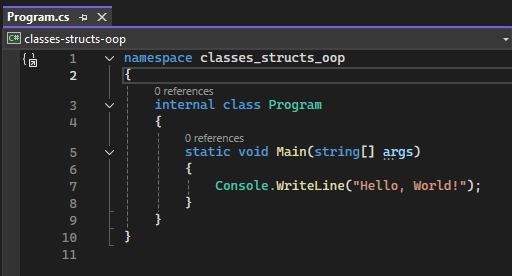 Program.cs
classes-structs-oop
1 namespace classes_structs_oop
2 {
0 references
3 internal class Program
4 {
0 references
5 static void Main(string[] args)
6 {
7 Console.WriteLine("Hello, World!");
8 }
9 }
10 }
11